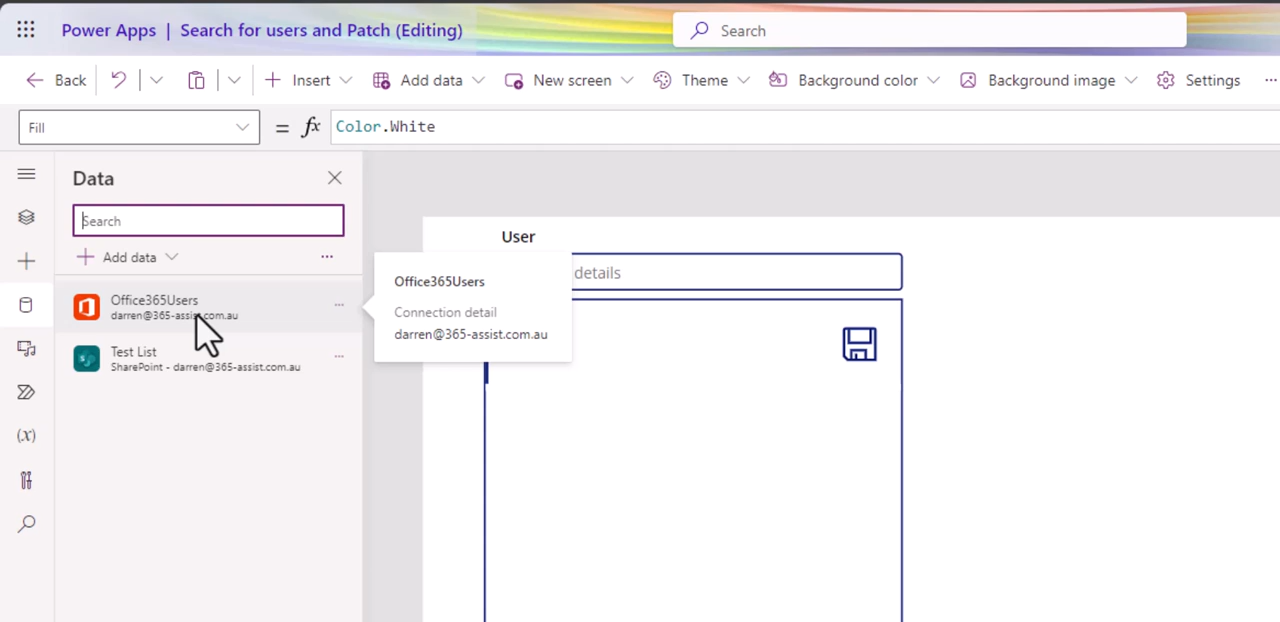 Power Apps | Search for users and Patch (Editing)
Search
Back
Insert
Add data
New screen
Theme
Background color
Background image
Settings
...
Fill
= fx Color.White
Data
Search
Add data
...
Office365Users
darren@365-assist.com.au
...
Test List
SharePoint - darren@365-assist.com.au
...
(x)
Office365Users
Connection detail
darren@365-assist.com.au
User
details